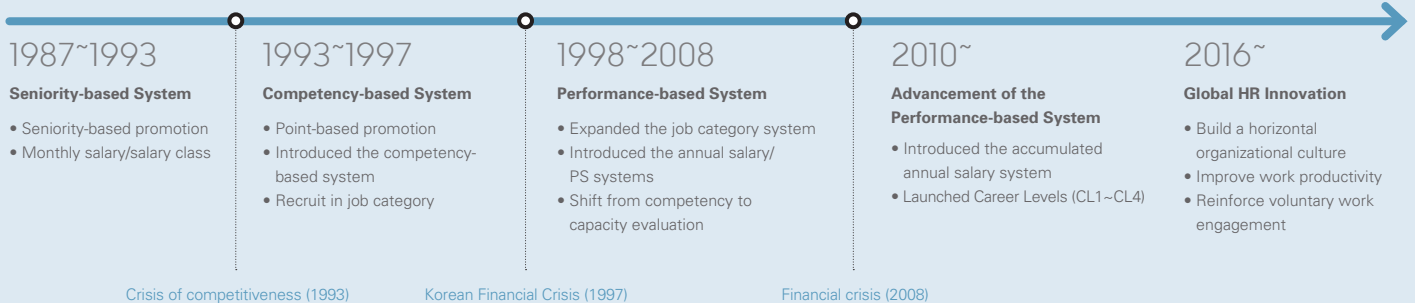 1987~1993
Seniority-based System
• Seniority-based promotion
• Monthly salary/salary class
1993~1997
Competency-based System
• Point-based promotion
• Introduced the competency-
based system
• Recruit in job category
1998~2008
Performance-based System
• Expanded the job category system
• Introduced the annual salary/
PS systems
• Shift from competency to
capacity evaluation
2010~
Advancement of the
Performance-based System
• Introduced the accumulated
annual salary system
• Launched Career Levels (CL1~CL4)
2016~
Global HR Innovation
• Build a horizontal
organizational culture
• Improve work productivity
• Reinforce voluntary work
engagement
Crisis of competitiveness (1993)
Korean Financial Crisis (1997)
Financial crisis (2008)